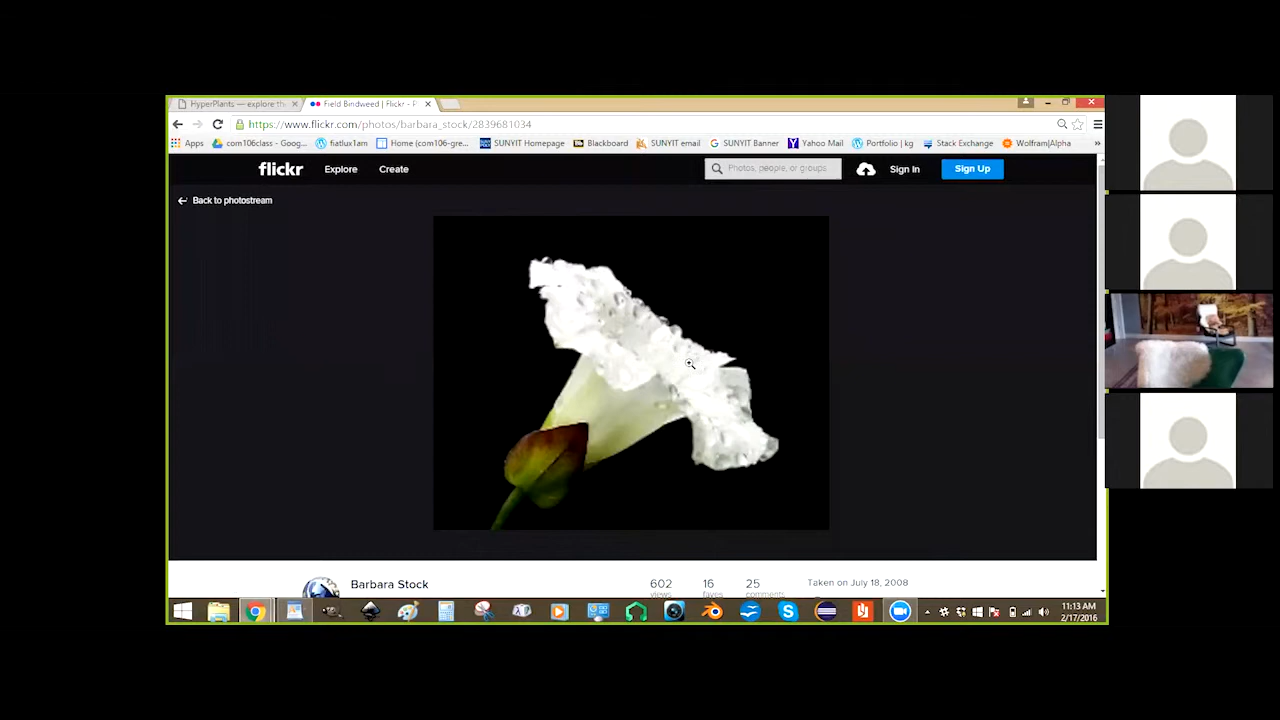 HyperPlants — explore th
Field Bindweed | Flickr - P
https://www.flickr.com/photos/barbara_stock/2839681034
Apps com106class - Goog... fiatlux1am Home (com106-gre... SUNYIT Homepage Blackboard SUNYIT email SUNYIT Banner Yahoo Mail Portfolio | kg Stack Exchange Wolfram|Alpha »
flickr Explore Create Photos, people, or groups Sign In Sign Up
Back to photostream
Barbara Stock
602 16 25 Taken on July 18, 2008
views faves comments
11:13 AM
2/17/2016